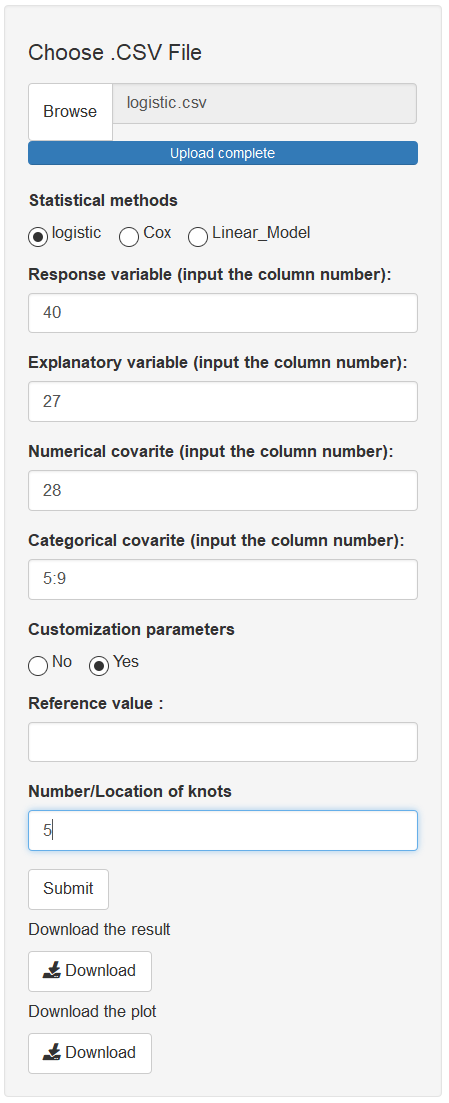 Choose .CSV File
Browse logistic.csv
Upload complete
Statistical methods
logistic Cox Linear_Model
Response variable (input the column number):
40
Explanatory variable (input the column number):
27
Numerical covarite (input the column number):
28
Categorical covarite (input the column number):
5:9
Customization parameters
No Yes
Reference value :
Number/Location of knots
5
Submit
Download the result
Download
Download the plot
Download